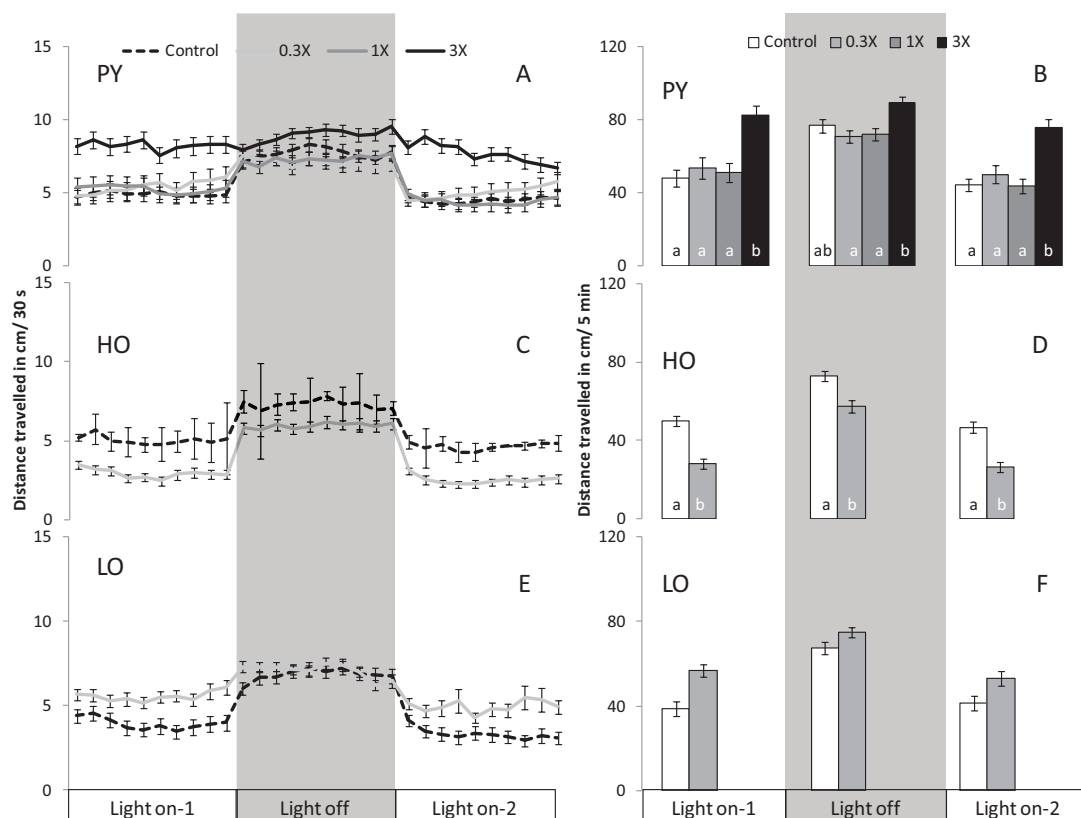 Distance travelled in cm/ 30 s
15
10
5
0
Control 0.3X 1X 3X
PY
A
15
10
5
0
HO
C
15
10
5
0
LO
E
Light on-1 Light off Light on-2
Distance travelled in cm/ 5 min
120
80
40
0
Control 0.3X 1X 3X
PY
B
a a a b
ab a a b
a a a b
120
80
40
0
HO
D
a b
a b
a b
120
80
40
0
LO
F
Light on-1 Light off Light on-2